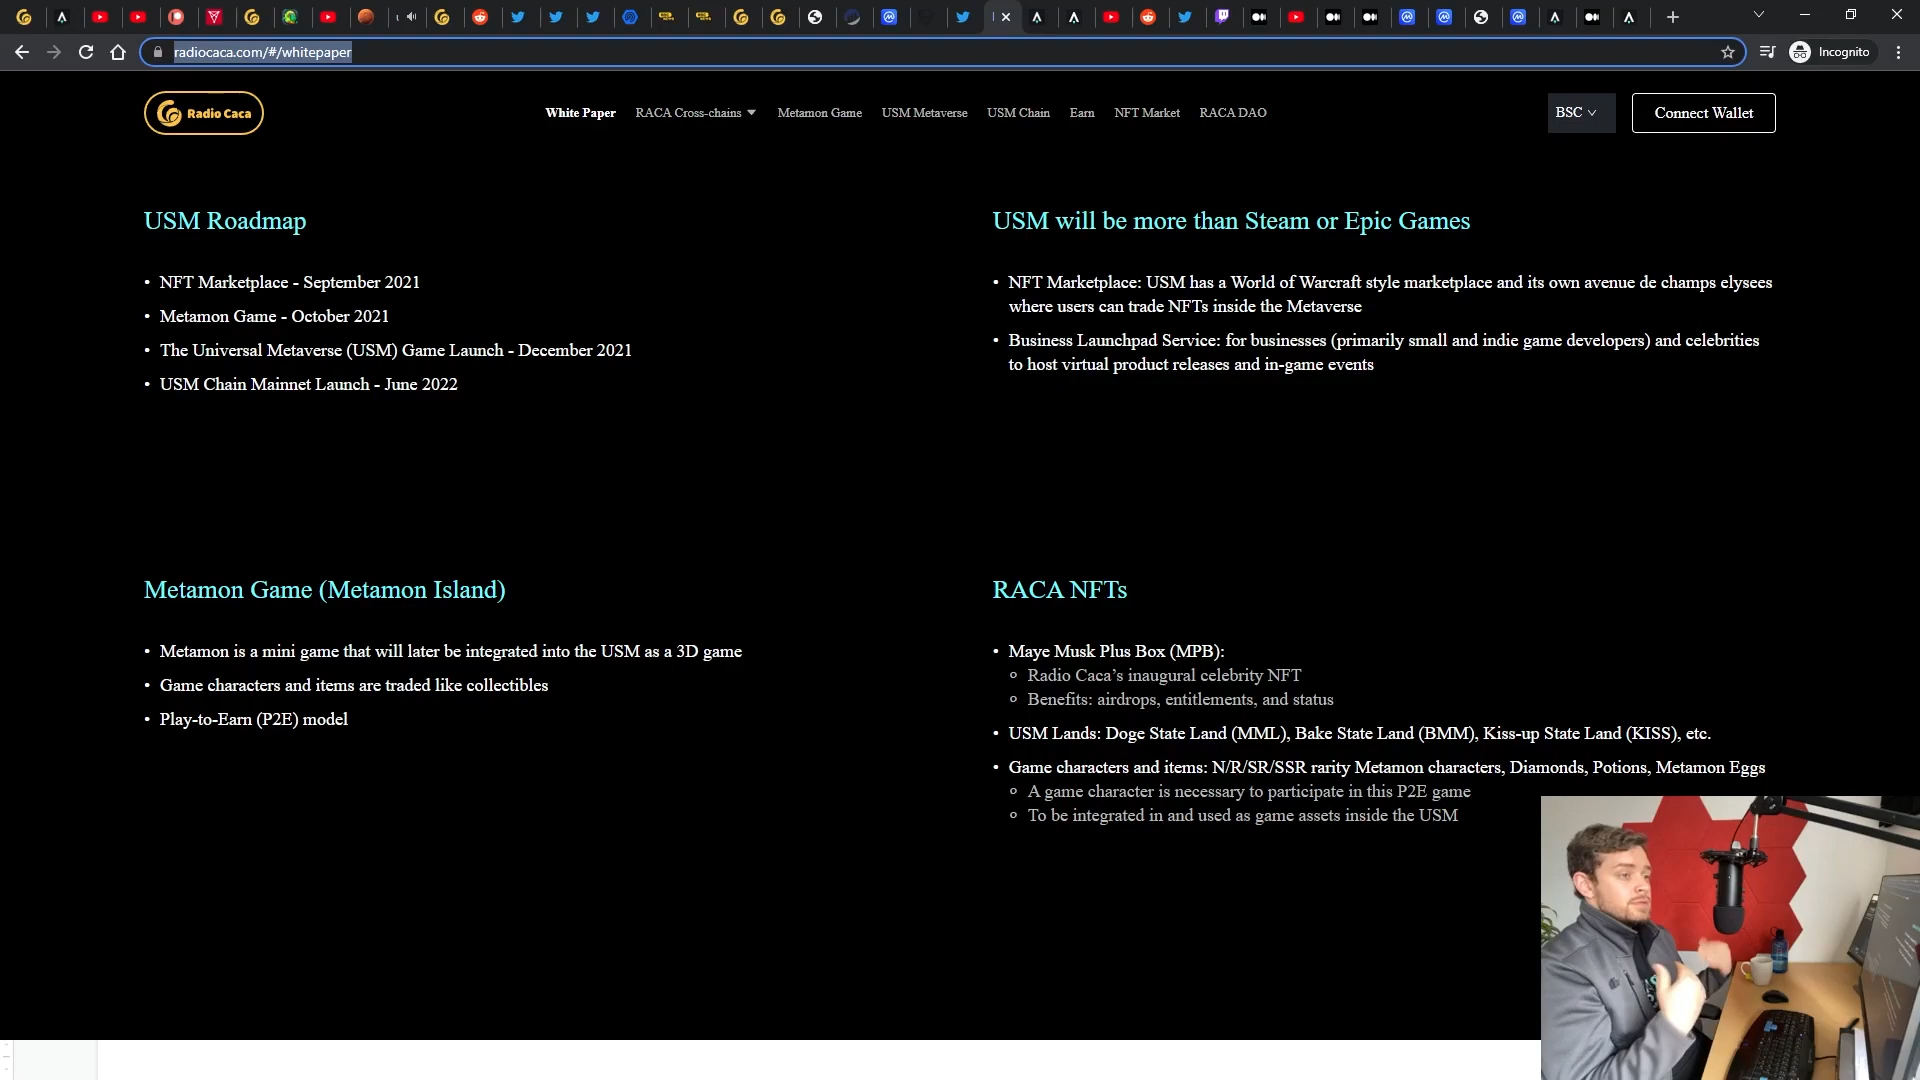 radiocaca.com/#/whitepaper
Incognito
Radio Caca
White Paper
RACA Cross-chains
Metamon Game
USM Metaverse
USM Chain
Earn
NFT Market
RACA DAO
BSC
Connect Wallet
USM Roadmap
• NFT Marketplace - September 2021
• Metamon Game - October 2021
• The Universal Metaverse (USM) Game Launch - December 2021
• USM Chain Mainnet Launch - June 2022
USM will be more than Steam or Epic Games
• NFT Marketplace: USM has a World of Warcraft style marketplace and its own avenue de champs elysees
where users can trade NFTs inside the Metaverse
• Business Launchpad Service: for businesses (primarily small and indie game developers) and celebrities
to host virtual product releases and in-game events
Metamon Game (Metamon Island)
• Metamon is a mini game that will later be integrated into the USM as a 3D game
• Game characters and items are traded like collectibles
• Play-to-Earn (P2E) model
RACA NFTs
• Maye Musk Plus Box (MPB):
Radio Caca’s inaugural celebrity NFT
Benefits: airdrops, entitlements, and status
• USM Lands: Doge State Land (MML), Bake State Land (BMM), Kiss-up State Land (KISS), etc.
• Game characters and items: N/R/SR/SSR rarity Metamon characters, Diamonds, Potions, Metamon Eggs
A game character is necessary to participate in this P2E game
To be integrated in and used as game assets inside the USM